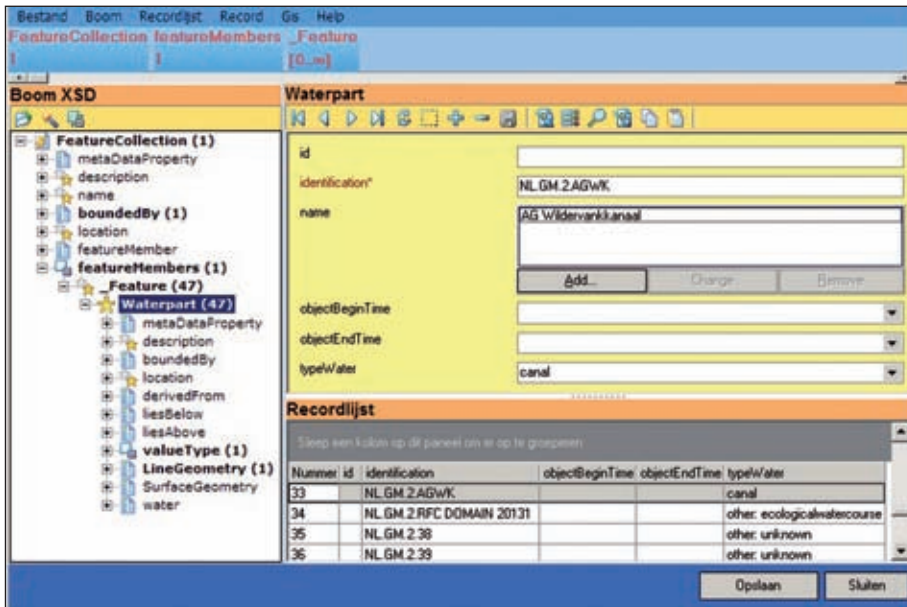 Bestand Boom Recordlijst Record Gis Help
FeatureCollection featureMembers _Feature
1 1 [0..∞]
Boom XSD
Waterpart
FeatureCollection (1)
metaDataProperty
description
name
boundedBy (1)
location
featureMember
featureMembers (1)
_Feature (47)
Waterpart (47)
metaDataProperty
description
boundedBy
location
derivedFrom
liesBelow
liesAbove
valueType (1)
LineGeometry (1)
SurfaceGeometry
water
id
identification* NL.GM.2.AGWK
name AG Wildervankkanaal
Add... Change... Remove
objectBeginTime
objectEndTime
typeWater canal
Recordlijst
Sleep een kolom op dit paneel om er op te groeperen
Nummer id identification objectBeginTime objectEndTime typeWater
33 NL.GM.2.AGWK canal
34 NL.GM.2.RFC DOMAIN 20131 other: ecologicalwatercourse
35 NL.GM.2.38 other: unknown
36 NL.GM.2.39 other: unknown
Opslaan Sluiten